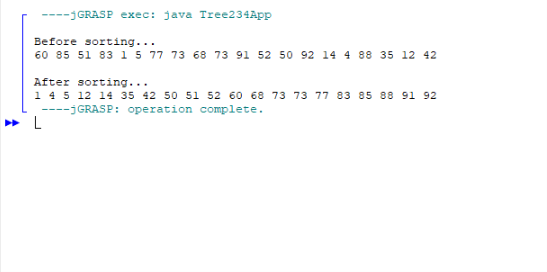 ----jGRASP exec: java Tree234App
Before sorting...
60 85 51 83 1 5 77 73 68 73 91 52 50 92 14 4 88 35 12 42
After sorting...
1 4 5 12 14 35 42 50 51 52 60 68 73 73 77 83 85 88 91 92
----jGRASP: operation complete.